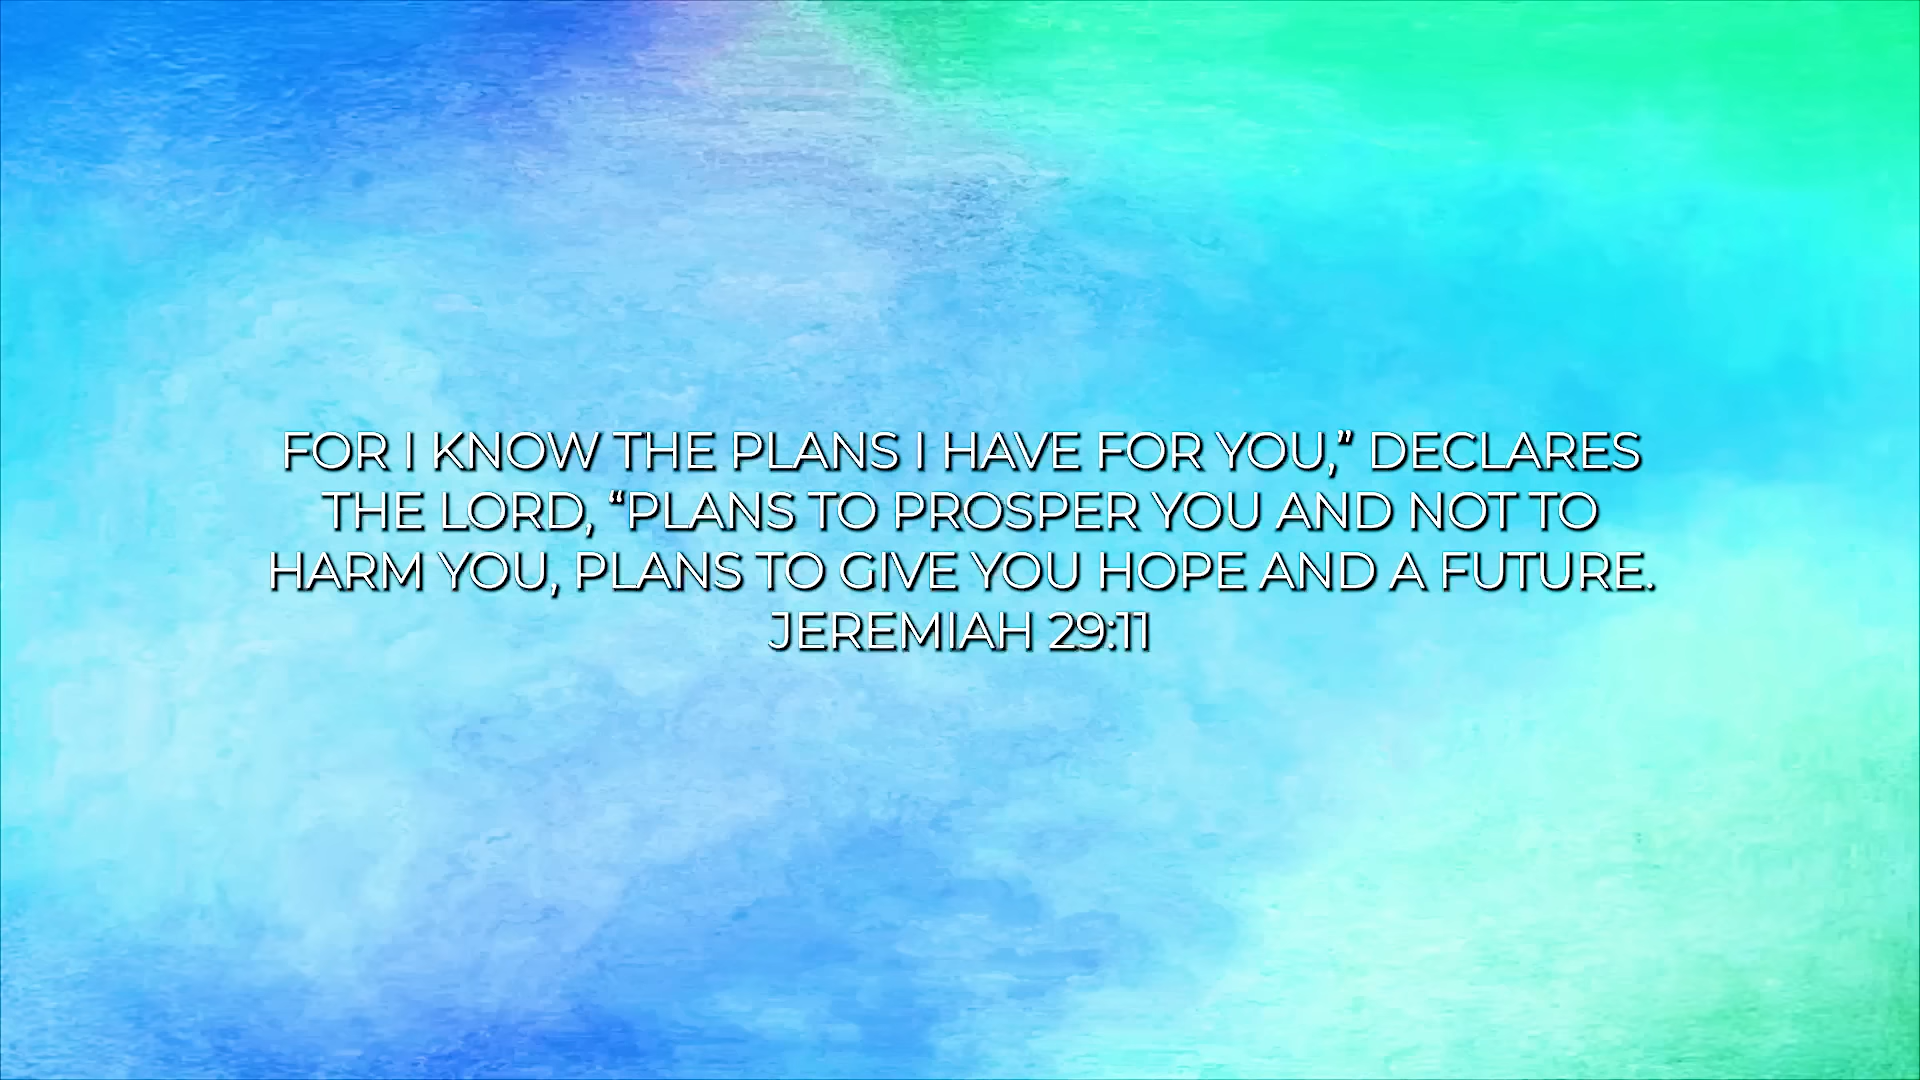 FOR I KNOW THE PLANS I HAVE FOR YOU,” DECLARES
THE LORD, “PLANS TO PROSPER YOU AND NOT TO
HARM YOU, PLANS TO GIVE YOU HOPE AND A FUTURE.
JEREMIAH 29:11